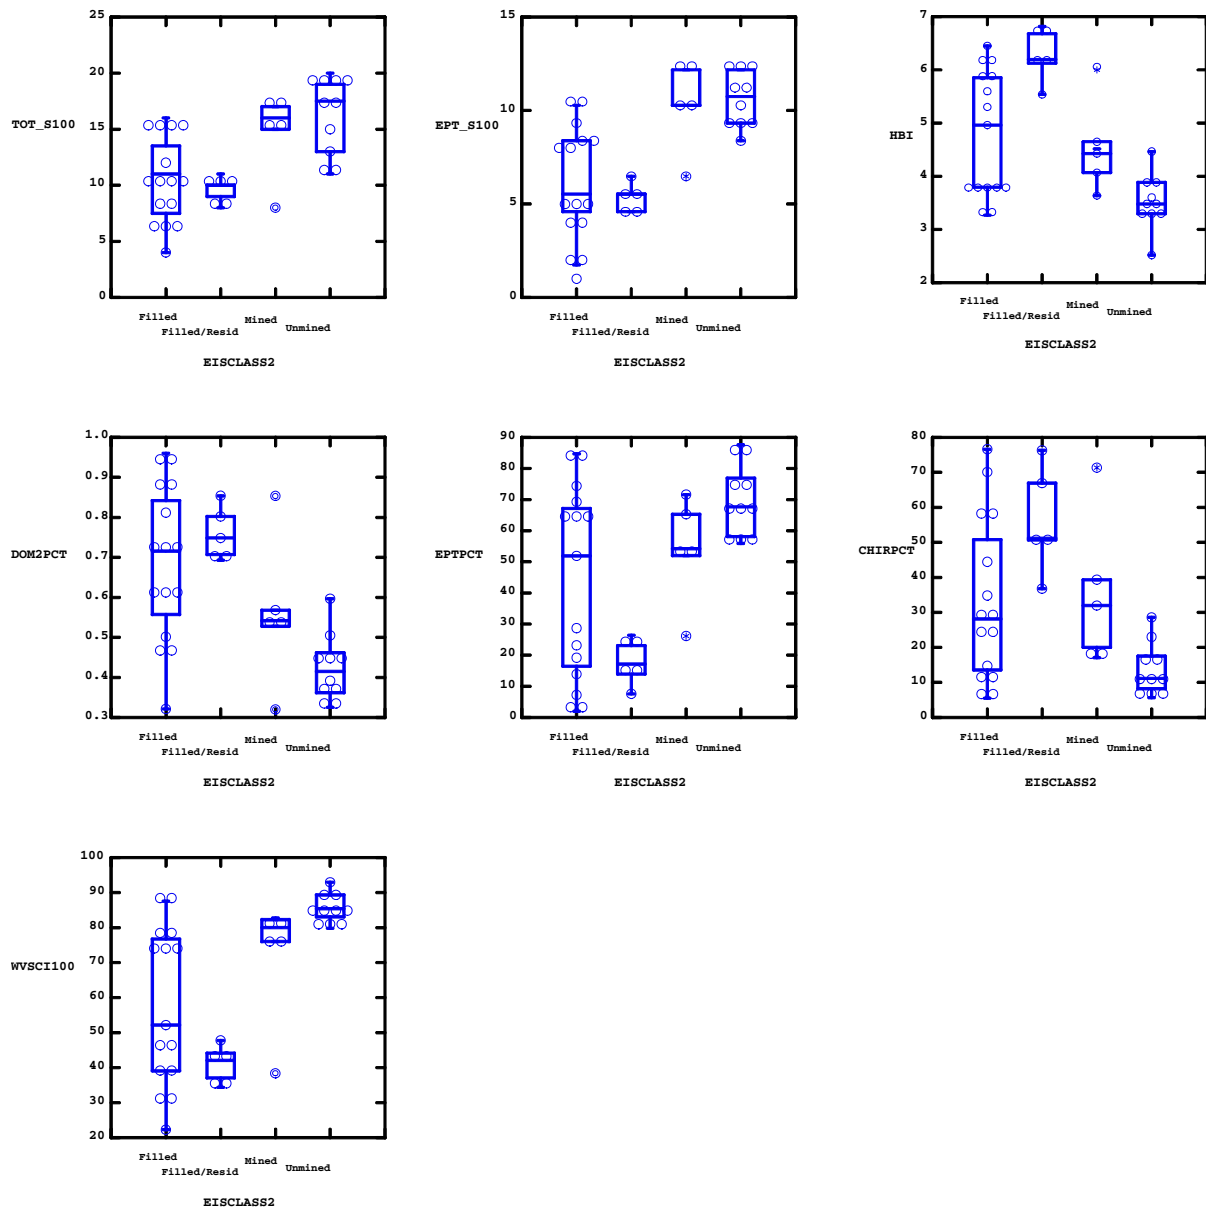 25
20
15
10
5
0
TOT_S100
Filled
Filled/Resid
Mined
Unmined
EISCLASS2
15
10
5
0
EPT_S100
Filled
Filled/Resid
Mined
Unmined
EISCLASS2
7
6
5
4
3
2
HBI
Filled
Filled/Resid
Mined
Unmined
EISCLASS2
1.0
0.9
0.8
0.7
0.6
0.5
0.4
0.3
DOM2PCT
Filled
Filled/Resid
Mined
Unmined
EISCLASS2
90
80
70
60
50
40
30
20
10
0
EPTPCT
Filled
Filled/Resid
Mined
Unmined
EISCLASS2
80
70
60
50
40
30
20
10
0
CHIRPCT
Filled
Filled/Resid
Mined
Unmined
EISCLASS2
100
90
80
70
60
50
40
30
20
WVSCI100
Filled
Filled/Resid
Mined
Unmined
EISCLASS2